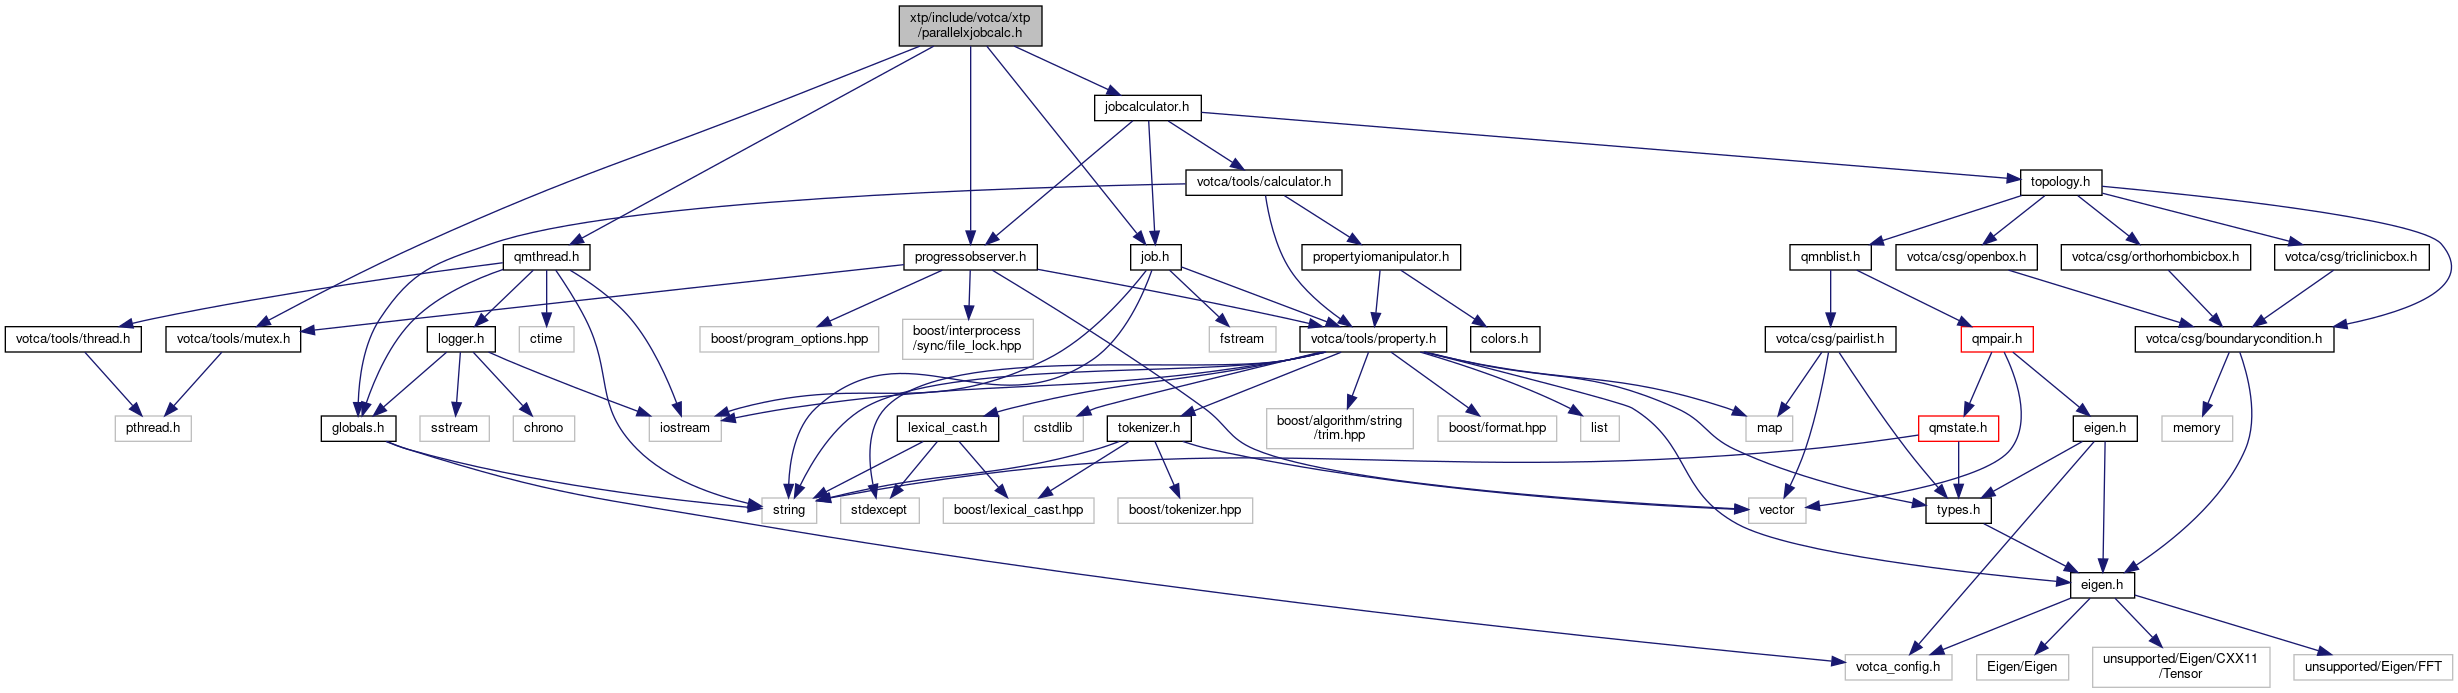 xtp/include/votca/xtp
/parallelxjobcalc.h
jobcalculator.h
votca/tools/calculator.h
topology.h
qmthread.h
progressobserver.h
job.h
propertyiomanipulator.h
qmnblist.h
votca/csg/openbox.h
votca/csg/orthorhombicbox.h
votca/csg/triclinicbox.h
votca/tools/thread.h
votca/tools/mutex.h
logger.h
ctime
boost/program_options.hpp
boost/interprocess
/sync/file_lock.hpp
fstream
votca/tools/property.h
colors.h
votca/csg/pairlist.h
qmpair.h
votca/csg/boundarycondition.h
pthread.h
globals.h
sstream
chrono
iostream
lexical_cast.h
cstdlib
tokenizer.h
boost/algorithm/string
/trim.hpp
boost/format.hpp
list
map
qmstate.h
eigen.h
memory
string
stdexcept
boost/lexical_cast.hpp
boost/tokenizer.hpp
vector
types.h
eigen.h
votca_config.h
Eigen/Eigen
unsupported/Eigen/CXX11
/Tensor
unsupported/Eigen/FFT